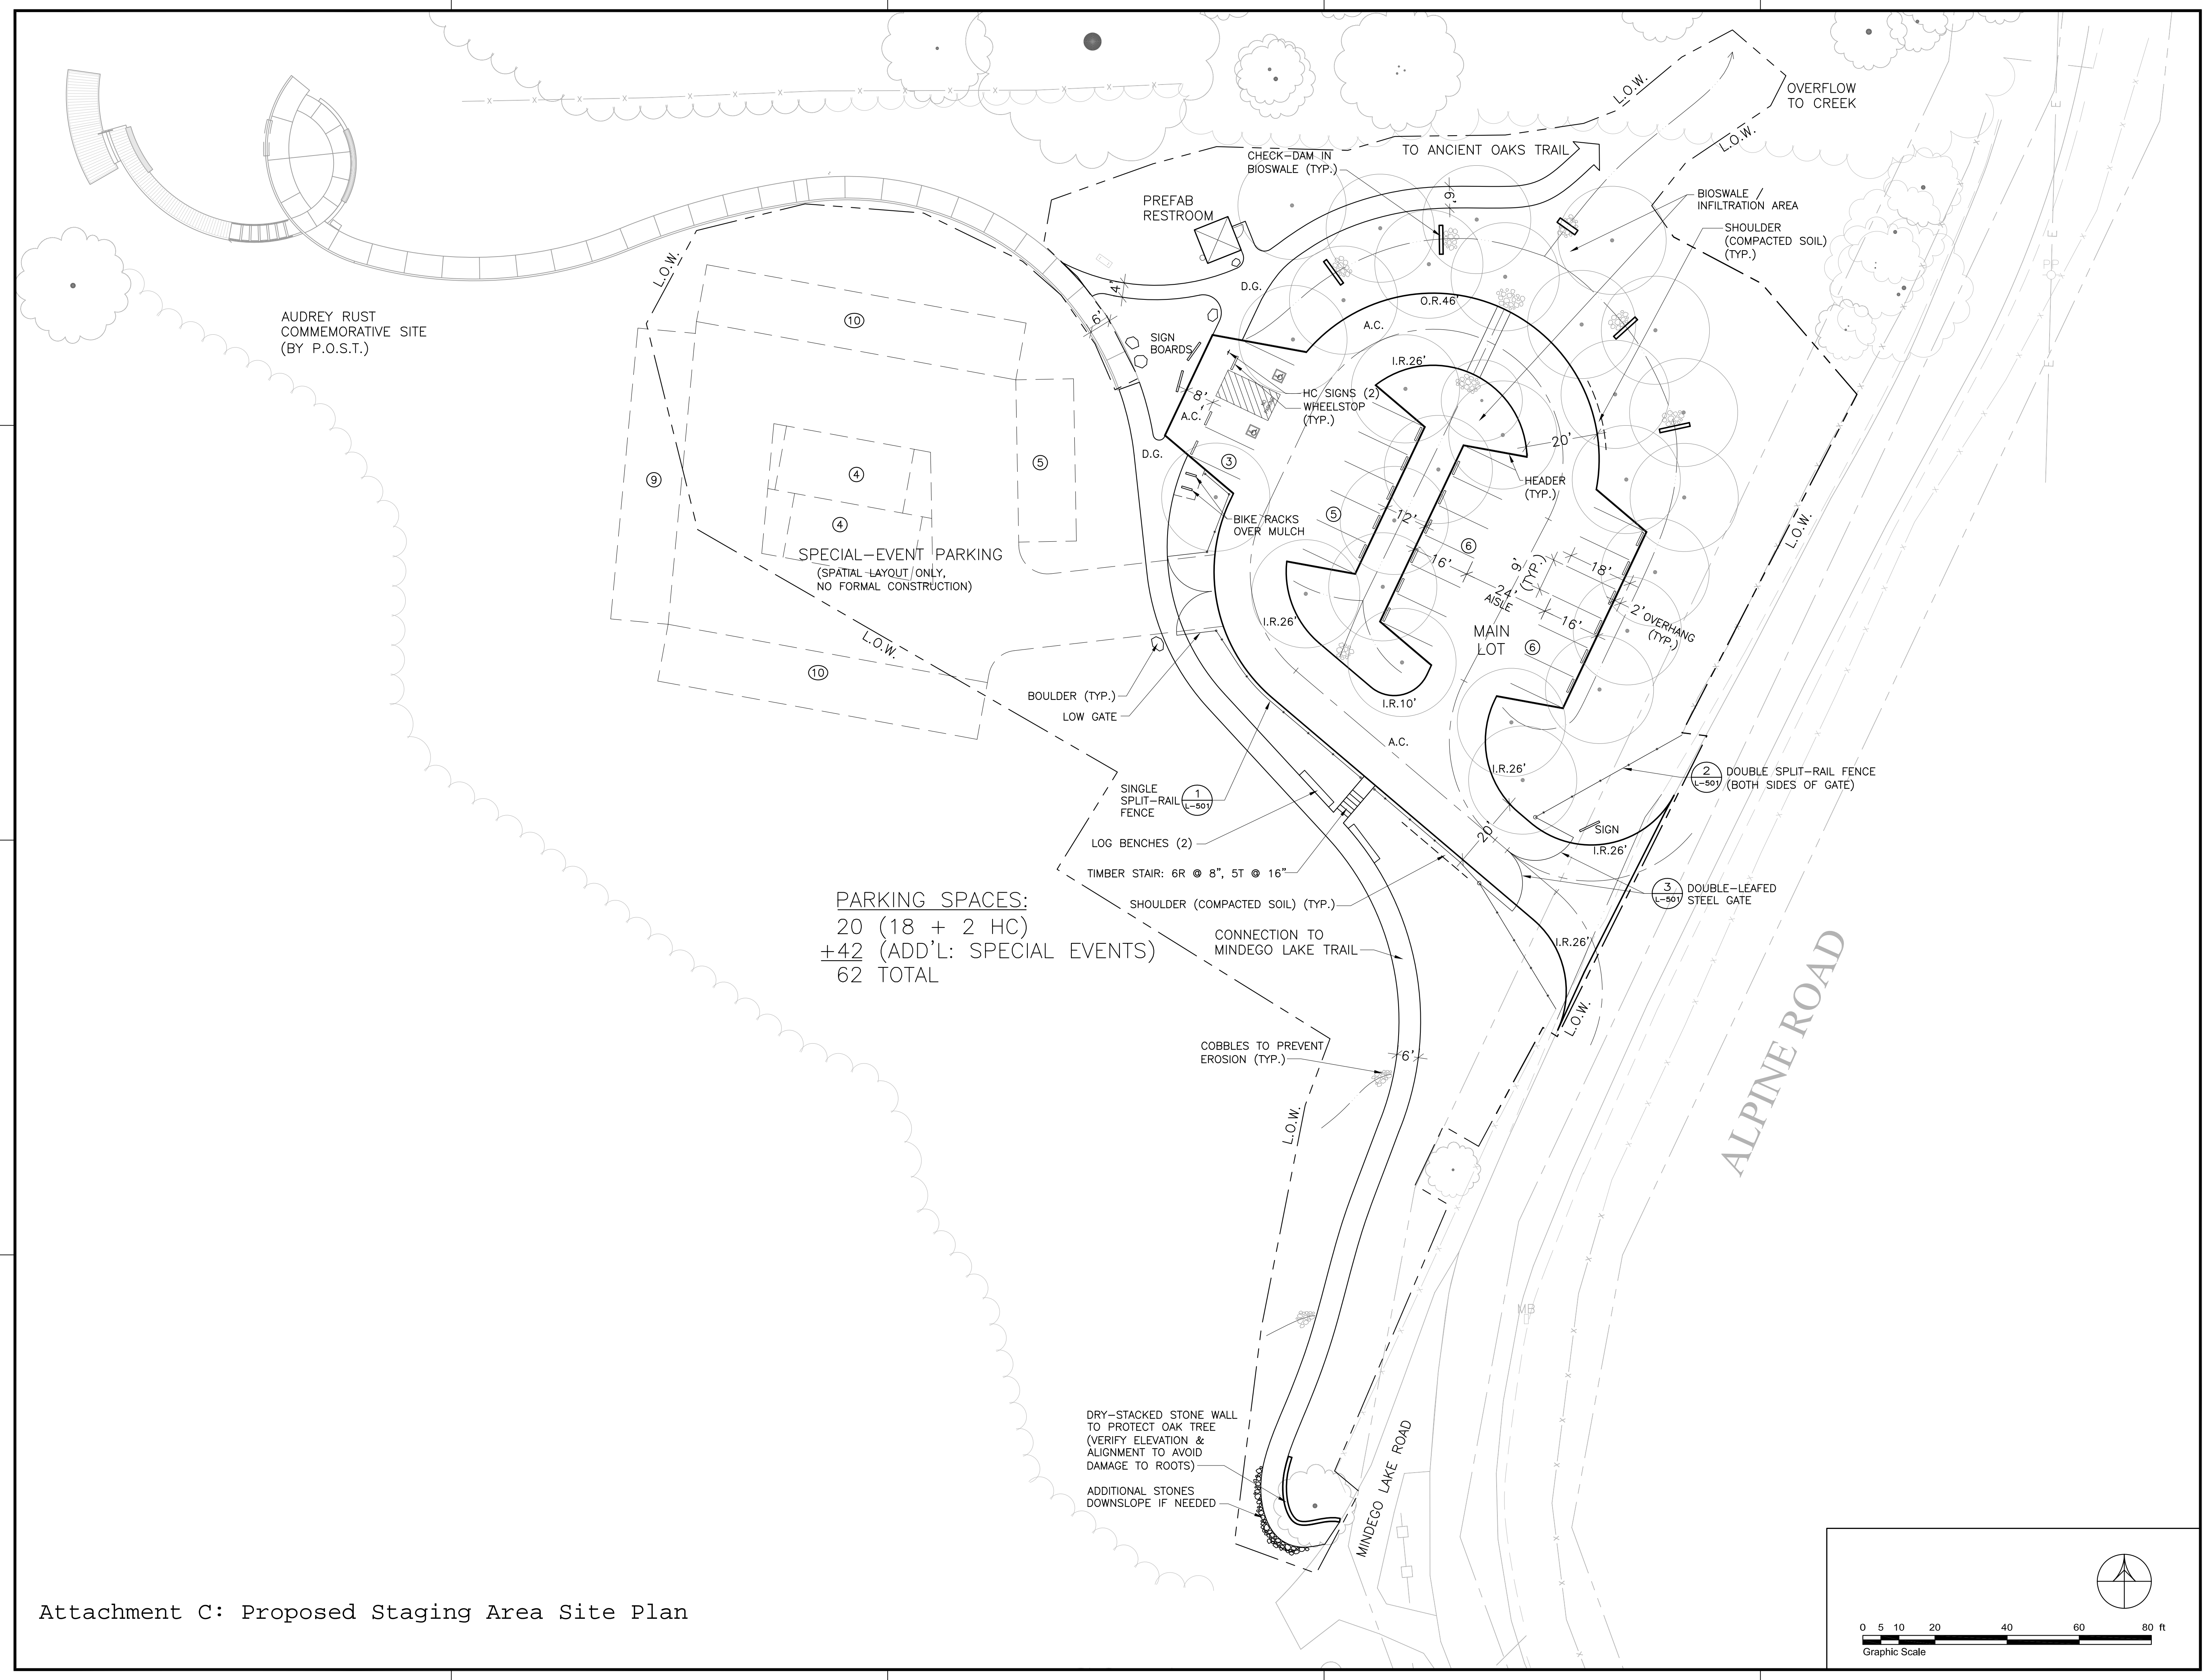 OVERFLOW
TO CREEK
L.O.W.
L.O.W.
TO ANCIENT OAKS TRAIL
CHECK-DAM IN
BIOSWALE (TYP.)
6'
BIOSWALE /
INFILTRATION AREA
SHOULDER
(COMPACTED SOIL)
(TYP.)
PREFAB
RESTROOM
L.O.W.
D.G.
4'
6'
PP
E
E
E
AUDREY RUST
COMMEMORATIVE SITE
(BY P.O.S.T.)
10
SIGN
BOARDS
O.R.46'
A.C.
I.R.26'
HC SIGNS (2)
WHEELSTOP
(TYP.)
8'
A.C.
20'
D.G.
3
5
9
4
4
HEADER
(TYP.)
BIKE RACKS
OVER MULCH
5
12'
6
16'
9'
(TYP.)
18'
24'
AISLE
2' OVERHANG
(TYP.)
16'
L.O.W.
SPECIAL-EVENT PARKING
(SPATIAL LAYOUT ONLY,
NO FORMAL CONSTRUCTION)
L.O.W.
10
I.R.26'
MAIN
LOT
6
BOULDER (TYP.)
LOW GATE
I.R.10'
A.C.
I.R.26'
2
L-501
DOUBLE SPLIT-RAIL FENCE
(BOTH SIDES OF GATE)
SINGLE
SPLIT-RAIL
FENCE
1
L-501
SIGN
I.R.26'
20'
LOG BENCHES (2)
TIMBER STAIR: 6R @ 8", 5T @ 16"
SHOULDER (COMPACTED SOIL) (TYP.)
3
L-501
DOUBLE-LEAFED
STEEL GATE
PARKING SPACES:
20 (18 + 2 HC)
+42 (ADD'L: SPECIAL EVENTS)
62 TOTAL
CONNECTION TO
MINDEGO LAKE TRAIL
I.R.26'
L.O.W.
ALPINE ROAD
COBBLES TO PREVENT
EROSION (TYP.)
6'
L.O.W.
MB
DRY-STACKED STONE WALL
TO PROTECT OAK TREE
(VERIFY ELEVATION &
ALIGNMENT TO AVOID
DAMAGE TO ROOTS)
ADDITIONAL STONES
DOWNSLOPE IF NEEDED
MINDEGO LAKE ROAD
Attachment C: Proposed Staging Area Site Plan
0 5 10 20 40 60 80 ft
Graphic Scale